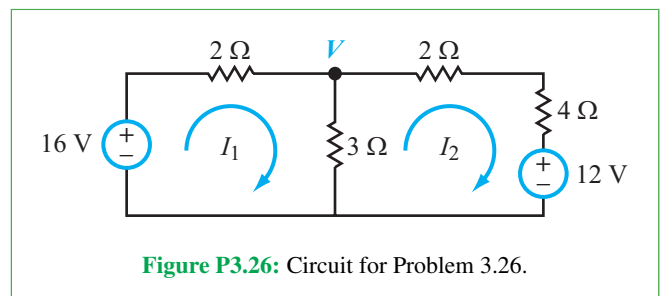 2 Ω V 2 Ω
4 Ω
16 V + − I₁ 3 Ω I₂ + − 12 V
Figure P3.26: Circuit for Problem 3.26.